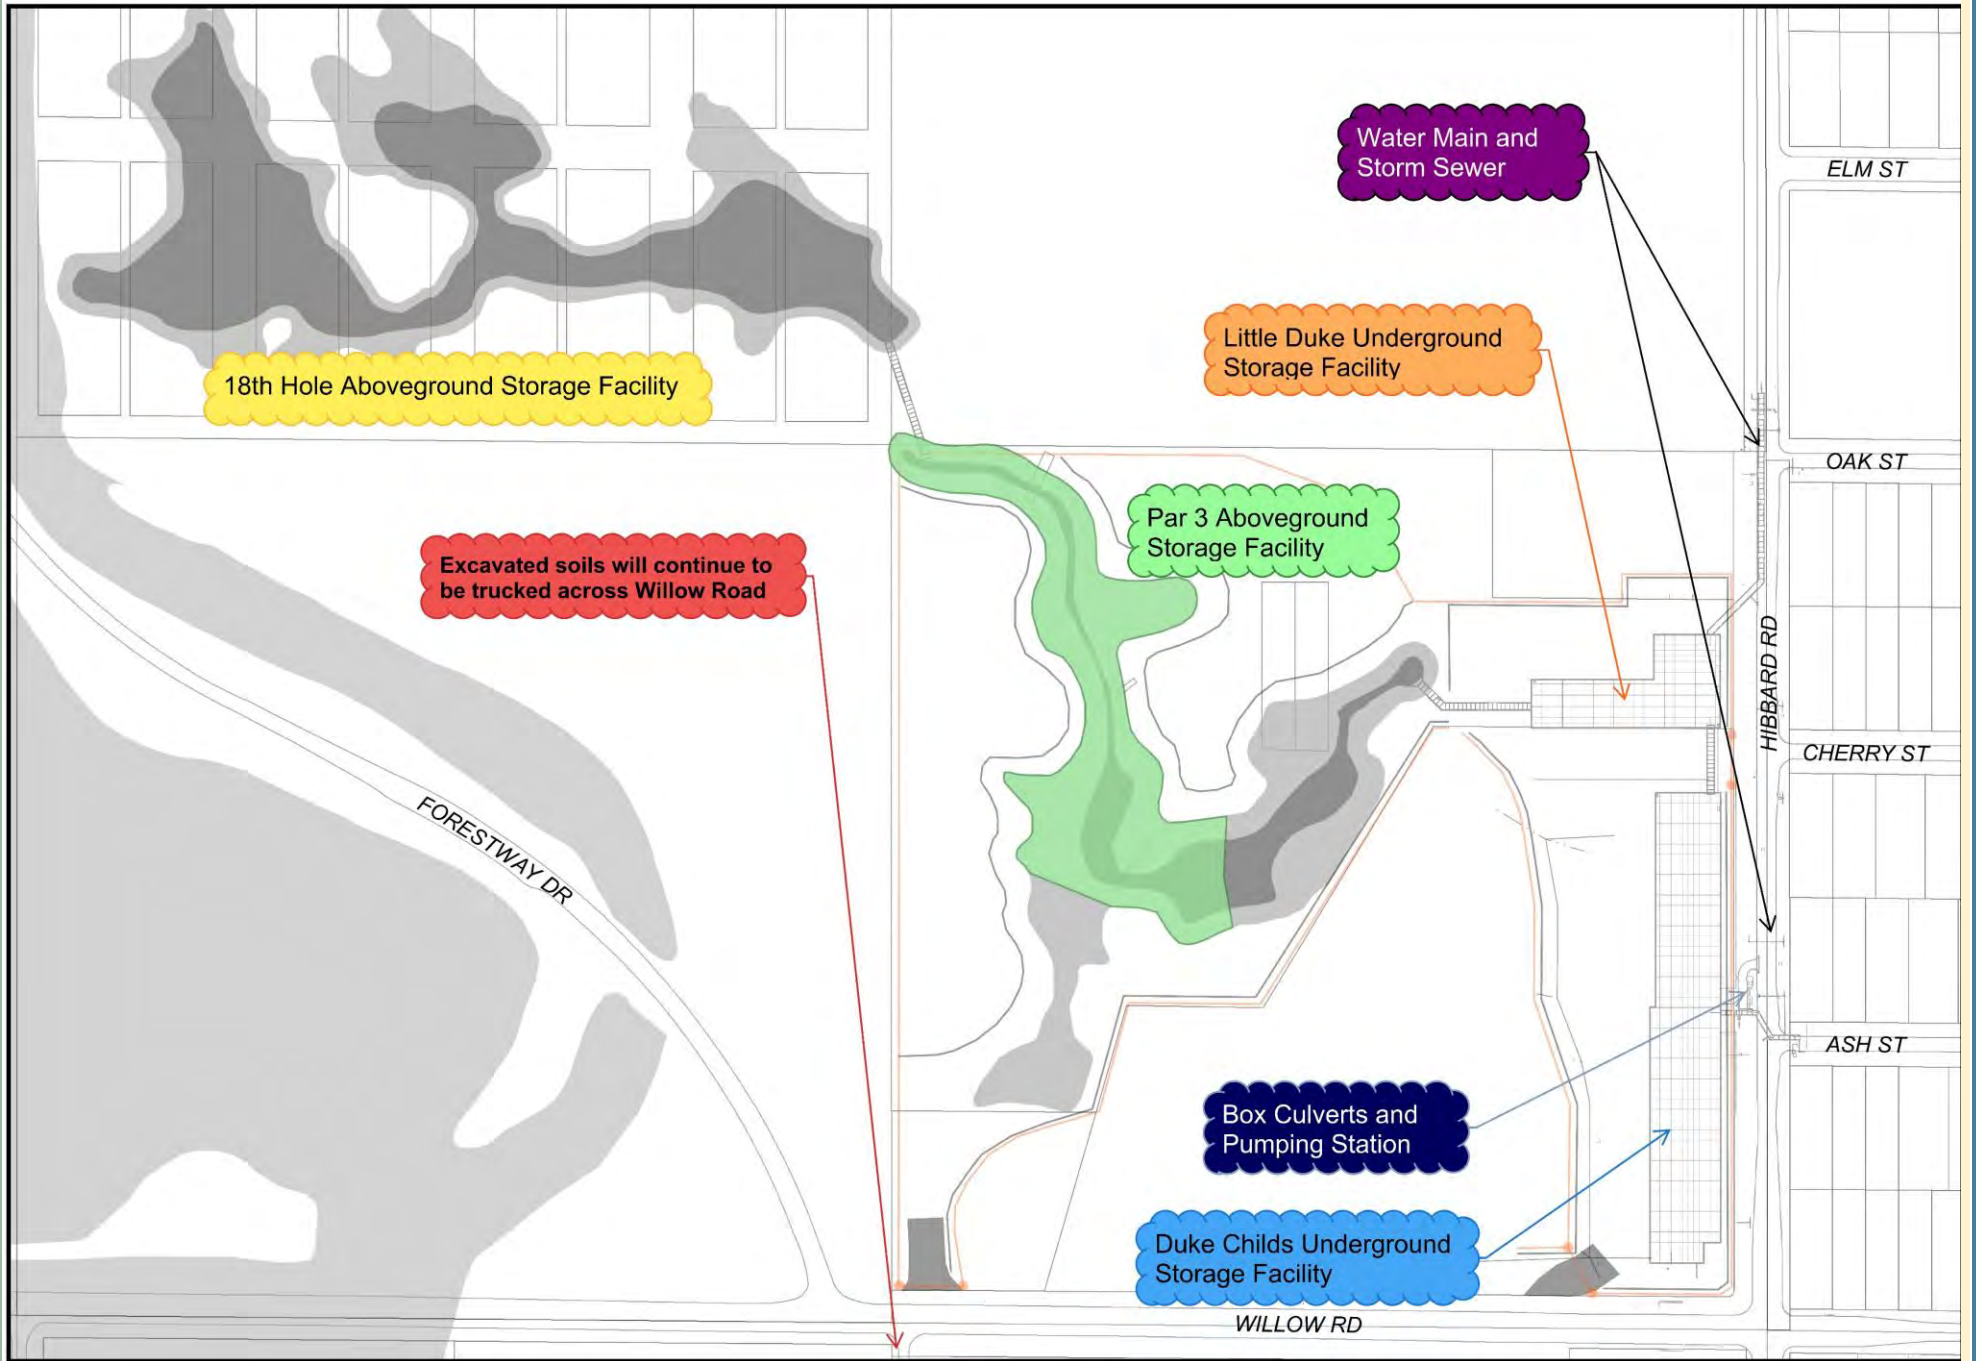 Water Main and
Storm Sewer
ELM ST
Little Duke Underground
Storage Facility
18th Hole Aboveground Storage Facility
OAK ST
Par 3 Aboveground
Storage Facility
Excavated soils will continue to
be trucked across Willow Road
HIBBARD RD
CHERRY ST
FORESTWAY DR
ASH ST
Box Culverts and
Pumping Station
Duke Childs Underground
Storage Facility
WILLOW RD